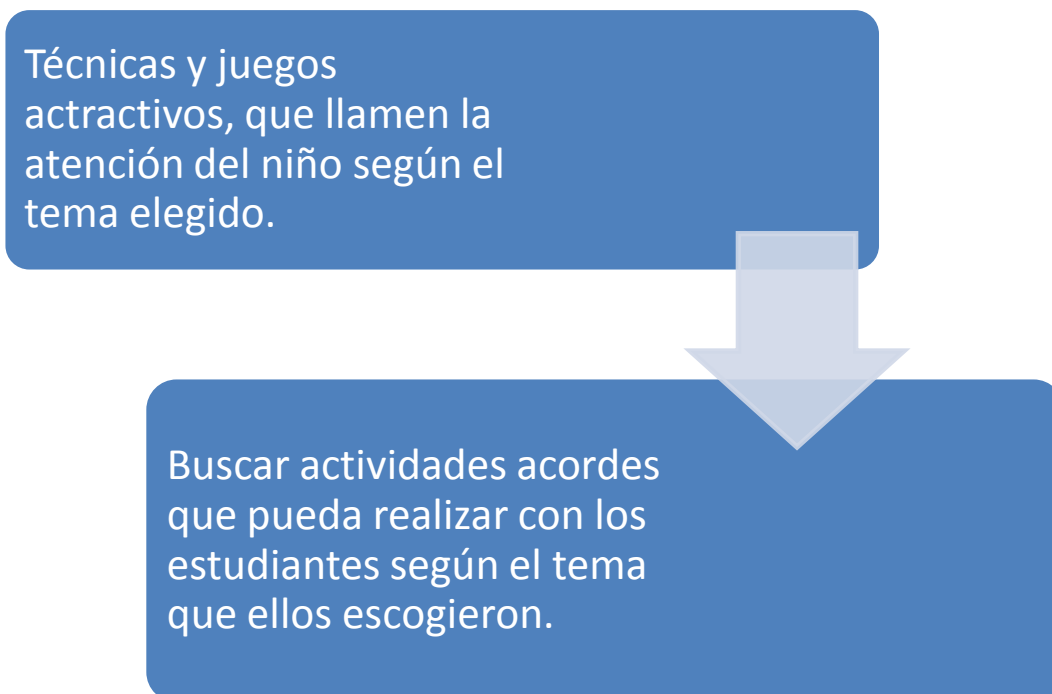 Técnicas y juegos
actractivos, que llamen la
atención del niño según el
tema elegido.
Buscar actividades acordes
que pueda realizar con los
estudiantes según el tema
que ellos escogieron.